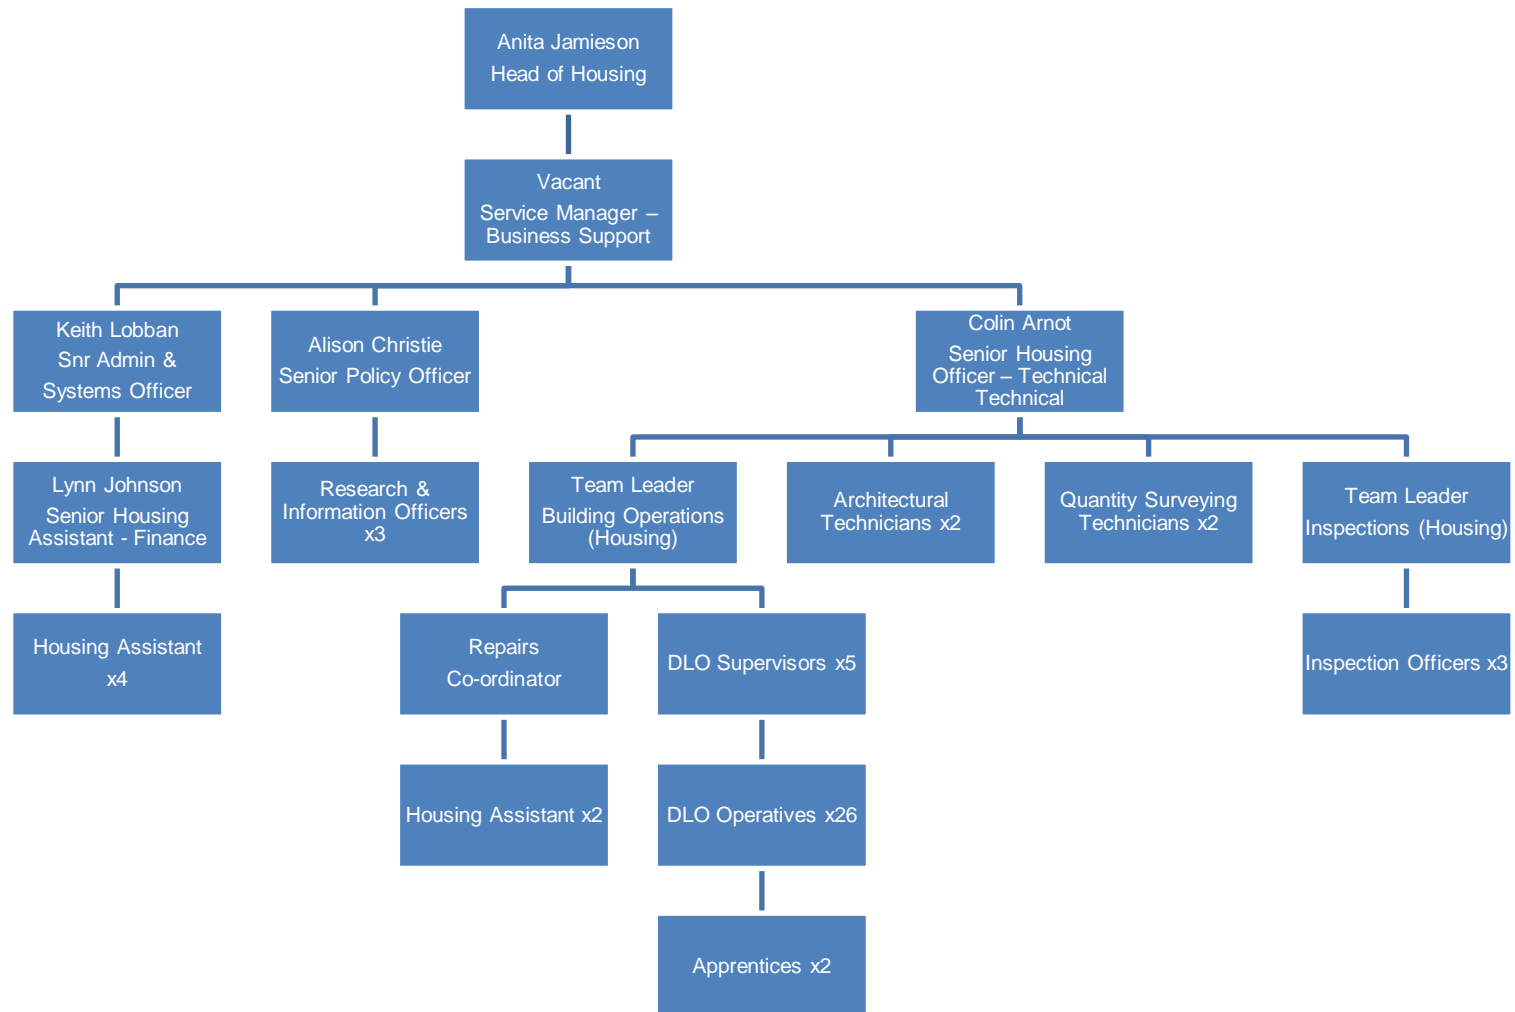 Anita Jamieson
Head of Housing
Vacant
Service Manager –
Business Support
Keith Lobban
Snr Admin &
Systems Officer
Alison Christie
Senior Policy Officer
Colin Arnot
Senior Housing
Officer – Technical
Technical
Lynn Johnson
Senior Housing
Assistant - Finance
Research &
Information Officers
x3
Team Leader
Building Operations
(Housing)
Architectural
Technicians x2
Quantity Surveying
Technicians x2
Team Leader
Inspections (Housing)
Housing Assistant
x4
Repairs
Co-ordinator
DLO Supervisors x5
Inspection Officers x3
Housing Assistant x2
DLO Operatives x26
Apprentices x2